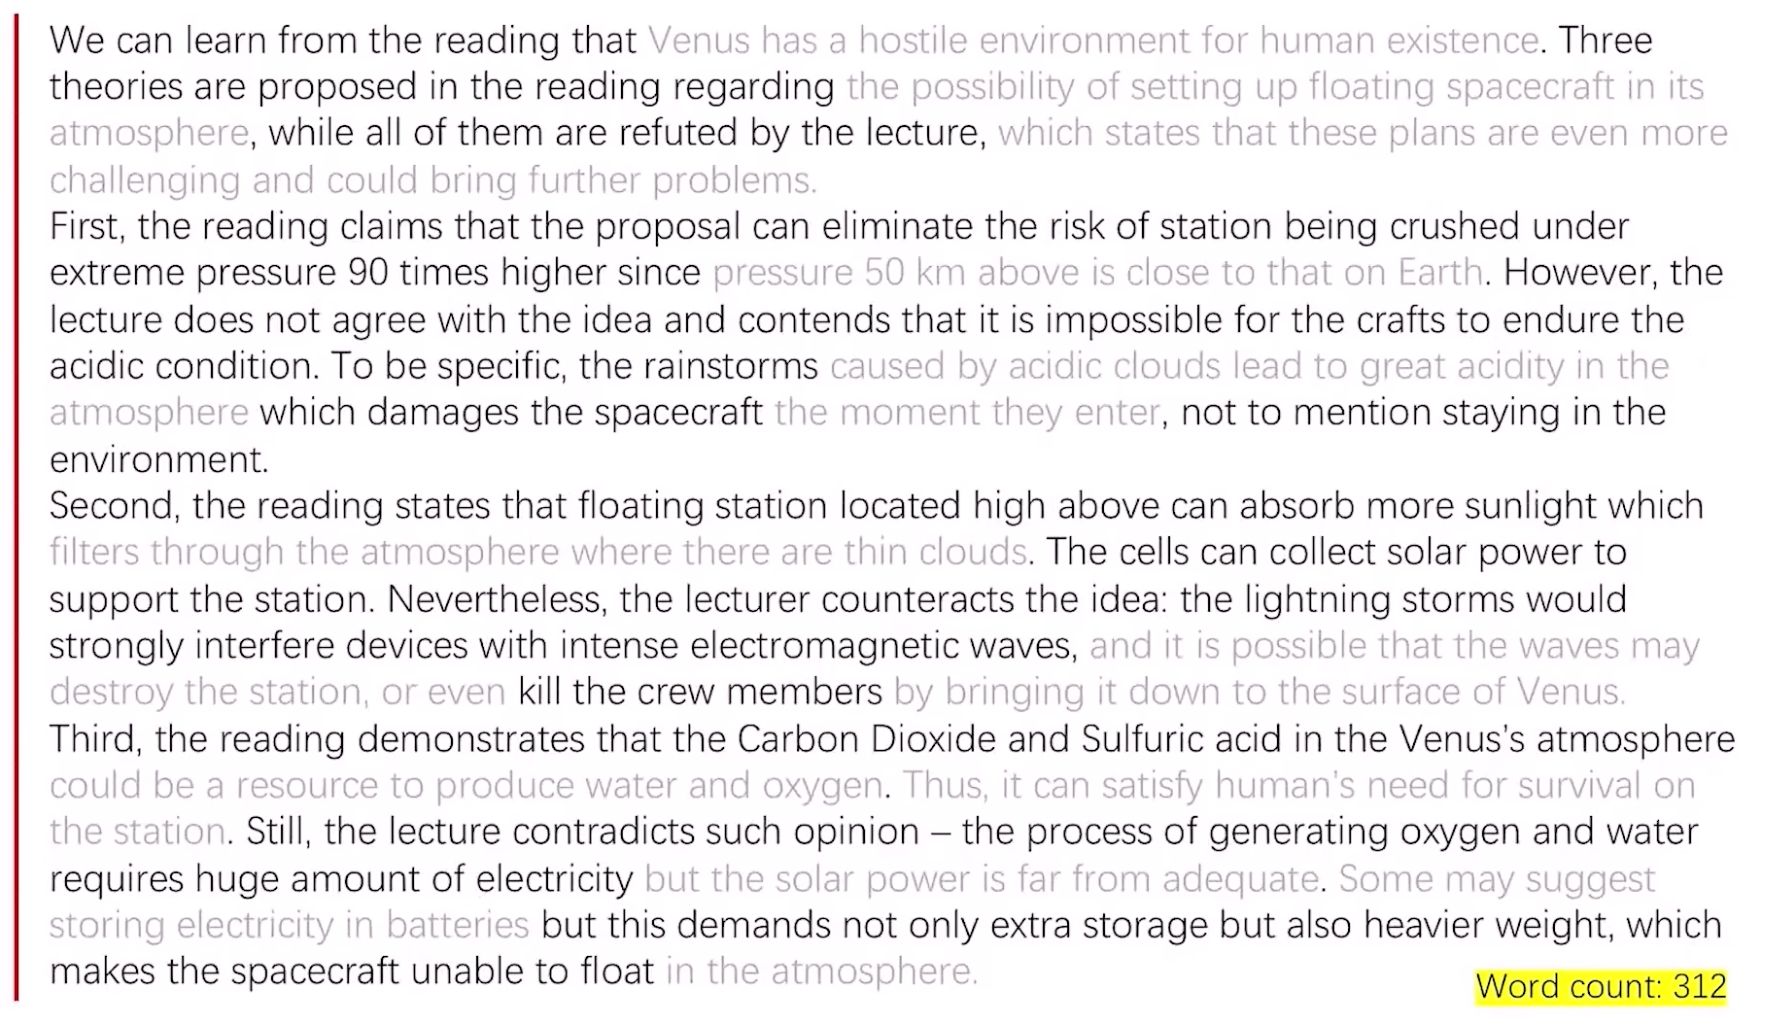 We can learn from the reading that Venus has a hostile environment for human existence. Three
theories are proposed in the reading regarding the possibility of setting up floating spacecraft in its
atmosphere, while all of them are refuted by the lecture, which states that these plans are even more
challenging and could bring further problems.
First, the reading claims that the proposal can eliminate the risk of station being crushed under
extreme pressure 90 times higher since pressure 50 km above is close to that on Earth. However, the
lecture does not agree with the idea and contends that it is impossible for the crafts to endure the
acidic condition. To be specific, the rainstorms caused by acidic clouds lead to great acidity in the
atmosphere which damages the spacecraft the moment they enter, not to mention staying in the
environment.
Second, the reading states that floating station located high above can absorb more sunlight which
filters through the atmosphere where there are thin clouds. The cells can collect solar power to
support the station. Nevertheless, the lecturer counteracts the idea: the lightning storms would
strongly interfere devices with intense electromagnetic waves, and it is possible that the waves may
destroy the station, or even kill the crew members by bringing it down to the surface of Venus.
Third, the reading demonstrates that the Carbon Dioxide and Sulfuric acid in the Venus's atmosphere
could be a resource to produce water and oxygen. Thus, it can satisfy human's need for survival on
the station. Still, the lecture contradicts such opinion – the process of generating oxygen and water
requires huge amount of electricity but the solar power is far from adequate. Some may suggest
storing electricity in batteries but this demands not only extra storage but also heavier weight, which
makes the spacecraft unable to float in the atmosphere.
Word count: 312